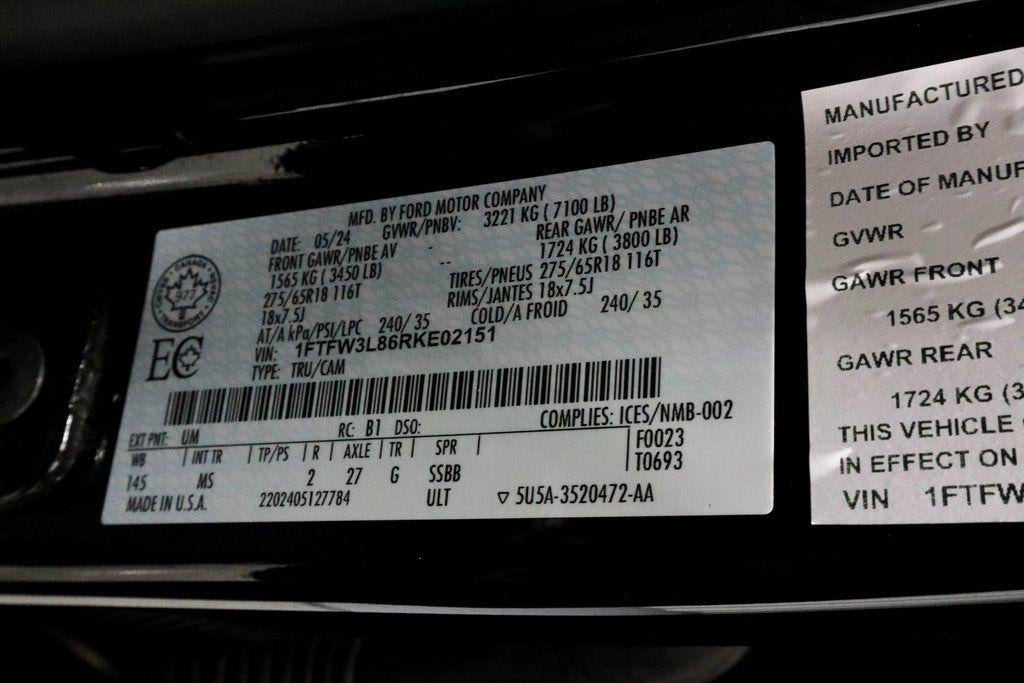 MFD. BY FORD MOTOR COMPANY
DATE: 05/24 GVWR/PNBV: 3221 KG ( 7100 LB)
FRONT GAWR/PNBE AV - REAR GAWR/ PNBE AR
1565 KG ( 3450 LB) -- 1724 KG ( 3800 LB)
275/65R18 116T TIRES/PNEUS 275/65R18 116T
18x7.5J RIMS/JANTES 18x7.5J
AT/A kPa/PSI/LPC 240/ 35 COLD/A FROID 240/ 35
VIN: 1FTFW3L86RKE02151
TYPE: TRU/CAM
CANADA
TRANSPORT
977
EC
EXT PNT: UM RC: B1 DSO: COMPLIES: ICES/NMB-002
WB | INT TR | TP/PS | R | AXLE | TR | SPR | F0023
145 MS 2 27 G SSBB T0693
MADE IN U.S.A. 2202405127784 ULT ▽ 5U5A-3520472-AA
MANUFACTURED
IMPORTED BY
DATE OF MANUF
GVWR
GAWR FRONT
1565 KG (34
GAWR REAR
1724 KG (3
THIS VEHICLE
IN EFFECT ON
VIN 1FTFW